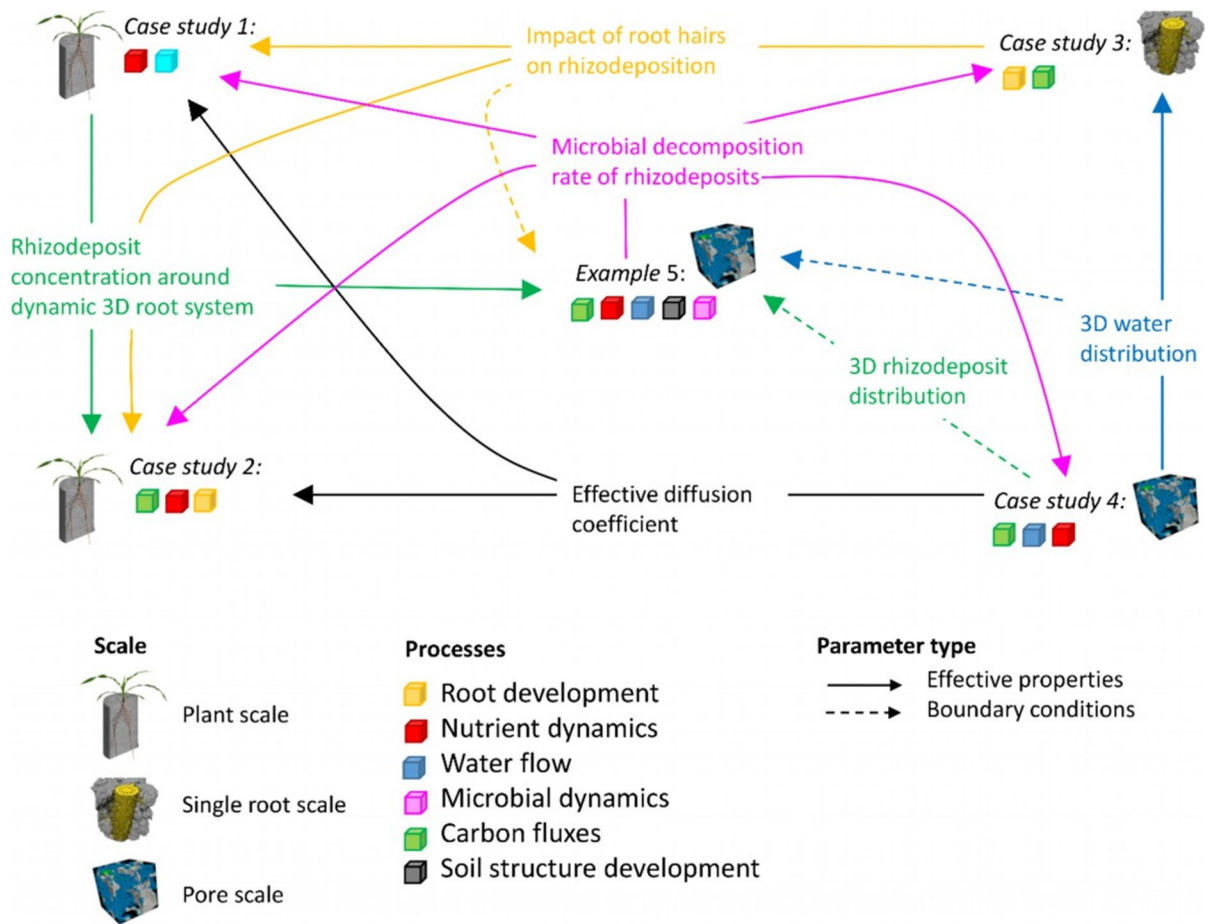 Case study 1:
Impact of root hairs
on rhizodeposition
Case study 3:
Microbial decomposition
rate of rhizodeposits
Rhizodeposit
concentration around
dynamic 3D root system
Example 5:
3D water
distribution
3D rhizodeposit
distribution
Case study 2:
Effective diffusion
coefficient
Case study 4:
Scale
Plant scale
Single root scale
Pore scale
Processes
Root development
Nutrient dynamics
Water flow
Microbial dynamics
Carbon fluxes
Soil structure development
Parameter type
Effective properties
Boundary conditions